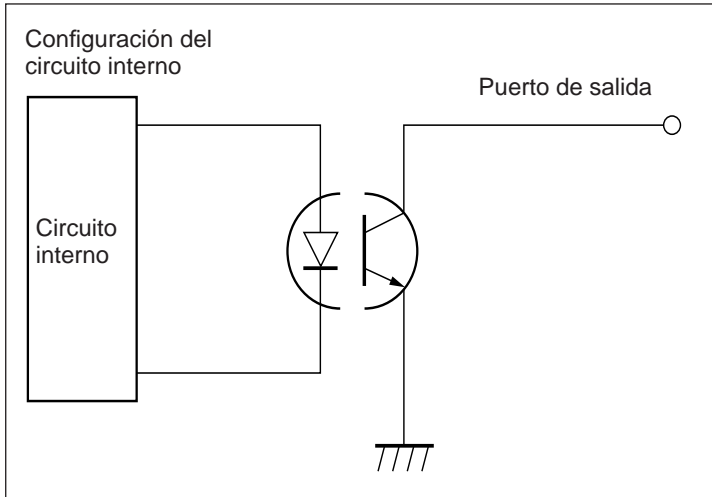 Configuración del
circuito interno
Puerto de salida
Circuito
interno